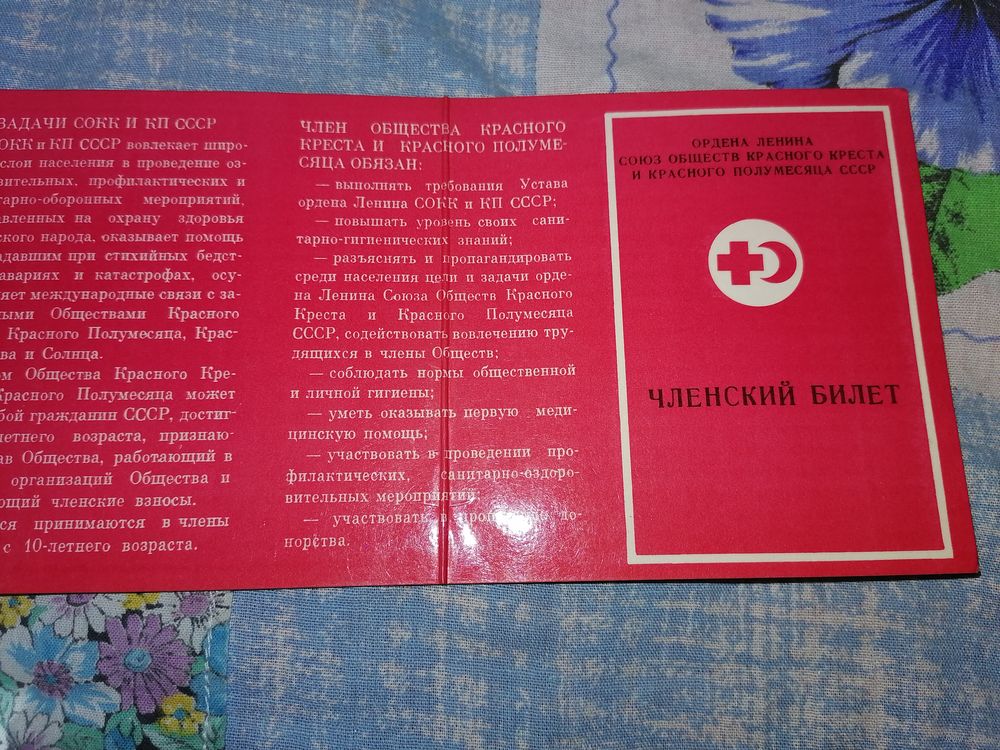 ЗАДАЧИ СОКК И КП СССР
ОКК и КП СССР вовлекает широ-
слои населения в проведение оз-
вительных, профилактических и
тарно-оборонных мероприятий,
авленных на охрану здоровья
ского народа, оказывает помощь
адавшим при стихийных бедст-
авариях и катастрофах, осу-
няет международные связи с за-
ными Обществами Красного
Красного Полумесяца, Крас-
ва и Солнца.
ом Общества Красного Кре-
Красного Полумесяца может
бой гражданин СССР, достиг-
летнего возраста, признаю-
ав Общества, работающий в
организаций Общества и
ющий членские взносы.
ся принимаются в члены
с 10-летнего возраста.
ЧЛЕН ОБЩЕСТВА КРАСНОГО
КРЕСТА И КРАСНОГО ПОЛУМЕ-
СЯЦА ОБЯЗАН:
— выполнять требования Устава
ордена Ленина СОКК и КП СССР;
— повышать уровень своих сани-
тарно-гигиенических знаний;
— разъяснять и пропагандировать
среди населения цели и задачи орде-
на Ленина Союза Обществ Красного
Креста и Красного Полумесяца
СССР, содействовать вовлечению тру-
дящихся в члены Обществ;
— соблюдать нормы общественной
и личной гигиены;
— уметь оказывать первую меди-
цинскую помощь;
— участвовать в проведении про-
филактических, санитарно-оздоро-
вительных мероприятий;
— участвовать в пропаганде до-
норства.
ОРДЕНА ЛЕНИНА
СОЮЗ ОБЩЕСТВ КРАСНОГО КРЕСТА
И КРАСНОГО ПОЛУМЕСЯЦА СССР
ЧЛЕНСКИЙ БИЛЕТ